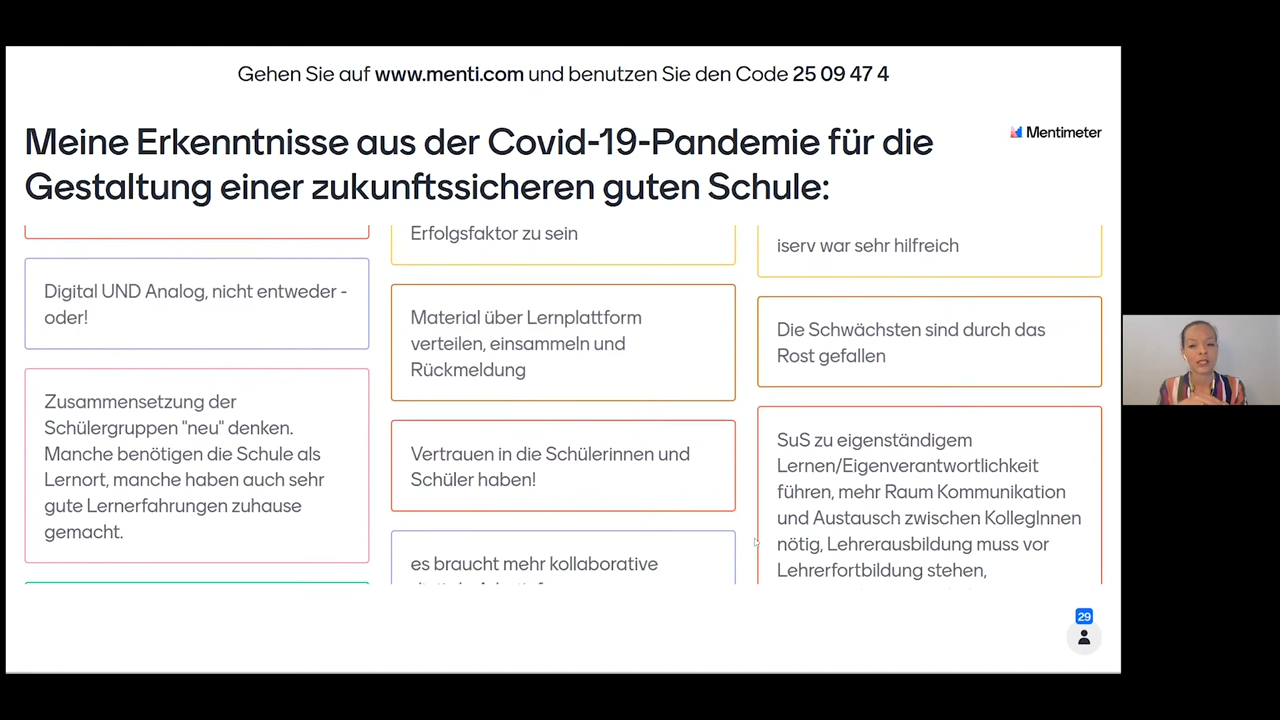 Gehen Sie auf www.menti.com und benutzen Sie den Code 25 09 47 4
Meine Erkenntnisse aus der Covid-19-Pandemie für die
Gestaltung einer zukunftssicheren guten Schule:
Mentimeter
Digital UND Analog, nicht entweder -
oder!
Zusammensetzung der
Schülergruppen "neu" denken.
Manche benötigen die Schule als
Lernort, manche haben auch sehr
gute Lernerfahrungen zuhause
gemacht.
Erfolgsfaktor zu sein
Material über Lernplattform
verteilen, einsammeln und
Rückmeldung
Vertrauen in die Schülerinnen und
Schüler haben!
es braucht mehr kollaborative
iserv war sehr hilfreich
Die Schwächsten sind durch das
Rost gefallen
SuS zu eigenständigem
Lernen/Eigenverantwortlichkeit
führen, mehr Raum Kommunikation
und Austausch zwischen KollegInnen
nötig, Lehrerausbildung muss vor
Lehrerfortbildung stehen,
29